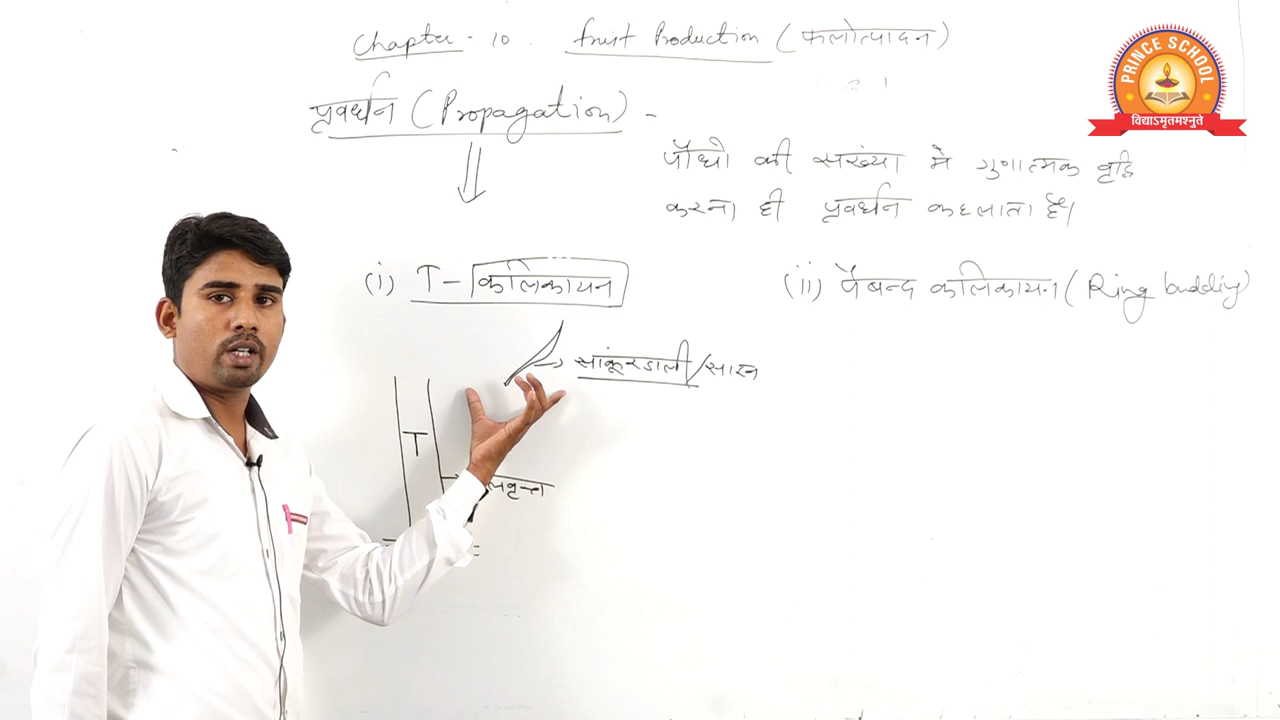 Chapter - 10. Fruit Production (फलोत्पादन)
PRINCE SCHOOL
विद्याऽमृतमश्नुते
प्रवर्धन (Propagation) -
पौधो की सख्या मे गुणात्मक वृद्धि
करना ही प्रवर्धन कहलाता है।
(i) T - कलिकायन
(ii) पैबन्द कलिकायन (Ring budding)
सांकूरडाली/सायन
T